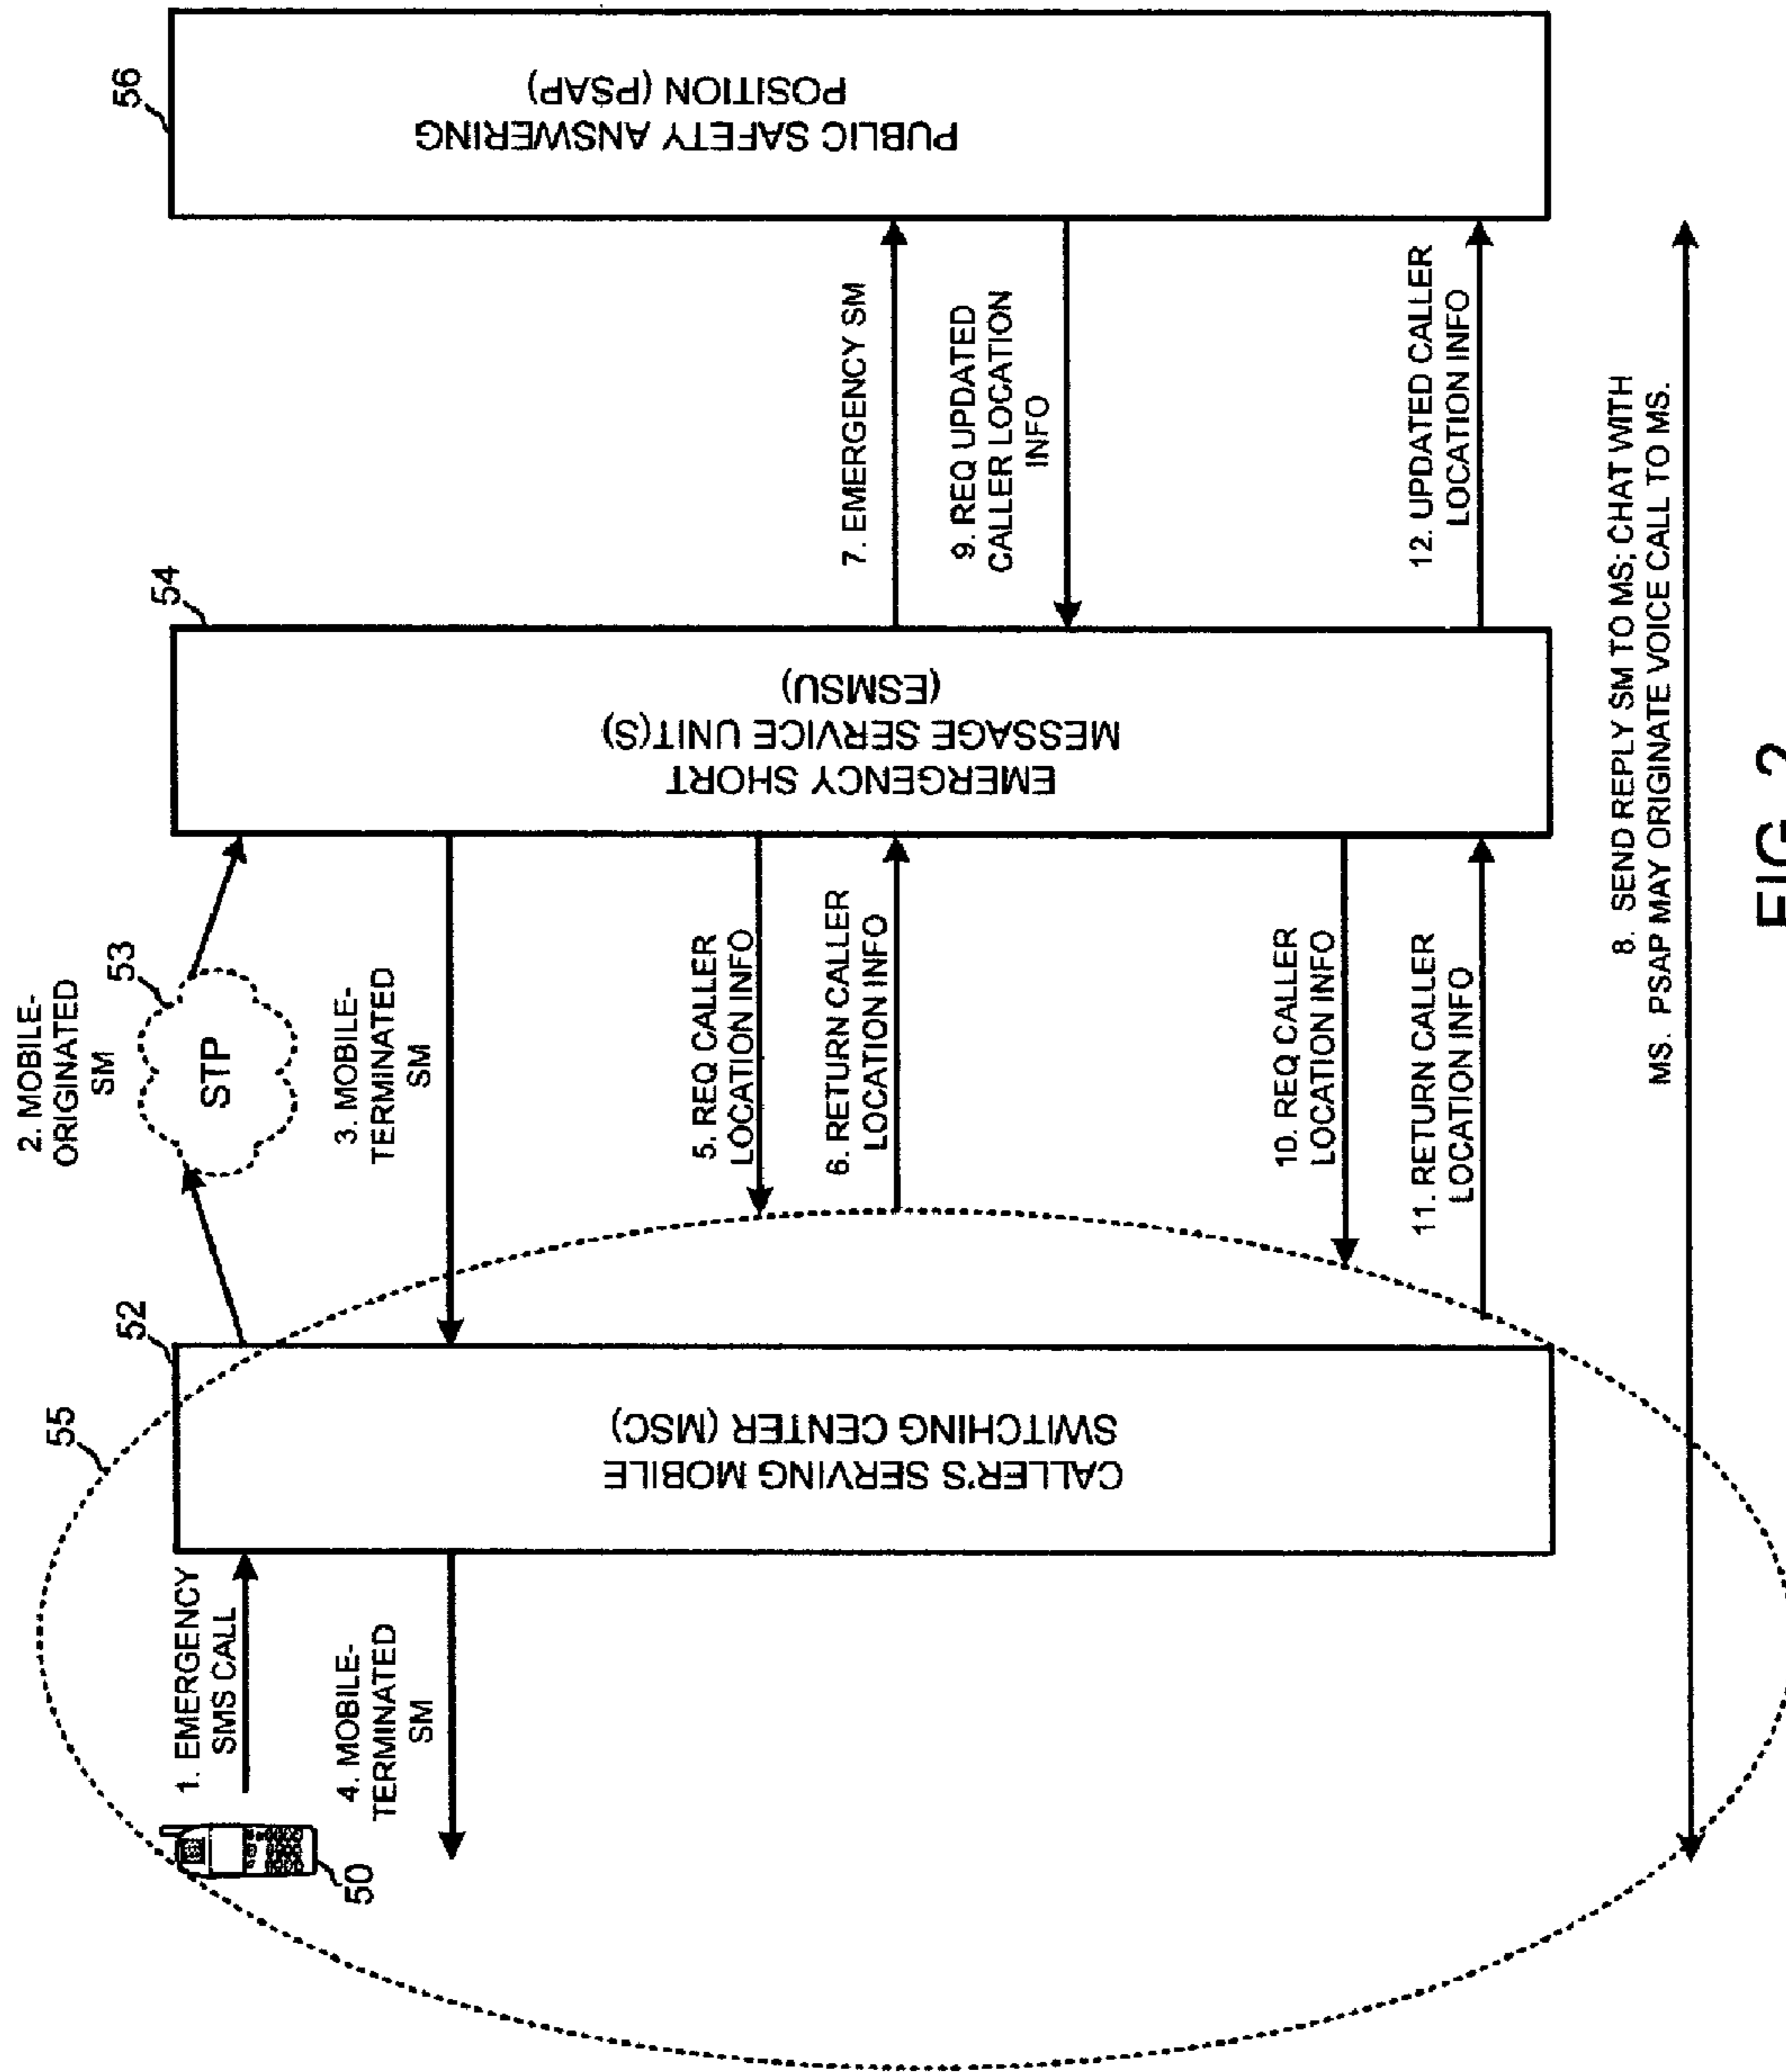 55
52
2. MOBILE-
ORIGINATED
SM
53
STP
54
56
1. EMERGENCY
SMS CALL
50
4. MOBILE-
TERMINATED
SM
CALLER'S SERVING MOBILE
SWITCHING CENTER (MSC)
3. MOBILE-
TERMINATED
SM
5. REQ CALLER
LOCATION INFO
6. RETURN CALLER
LOCATION INFO
10. REQ CALLER
LOCATION INFO
11. RETURN CALLER
LOCATION INFO
EMERGENCY SHORT
MESSAGE SERVICE UNIT(S)
(ESMSU)
7. EMERGENCY SM
9. REQ UPDATED
CALLER LOCATION
INFO
12. UPDATED CALLER
LOCATION INFO
PUBLIC SAFETY ANSWERING
POSITION (PSAP)
8. SEND REPLY SM TO MS; CHAT WITH
MS. PSAP MAY ORIGINATE VOICE CALL TO MS.
FIG. 2